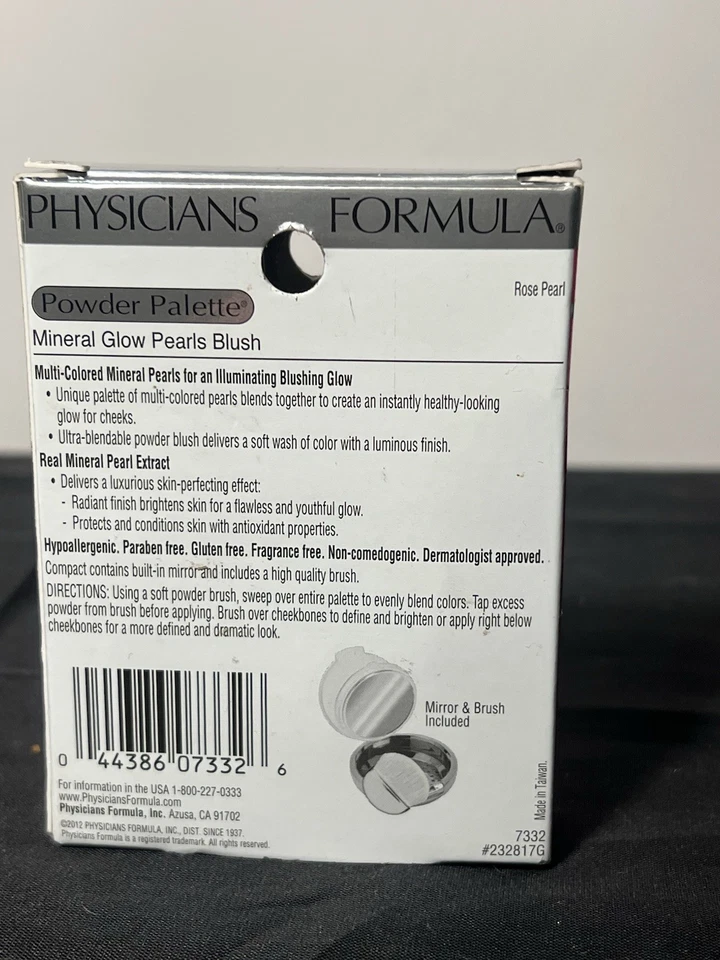 PHYSICIANS FORMULA®
Rose Pearl
Powder Palette®
Mineral Glow Pearls Blush
Multi-Colored Mineral Pearls for an Illuminating Blushing Glow
• Unique palette of multi-colored pearls blends together to create an instantly healthy-looking
glow for cheeks.
• Ultra-blendable powder blush delivers a soft wash of color with a luminous finish.
Real Mineral Pearl Extract
• Delivers a luxurious skin-perfecting effect:
- Radiant finish brightens skin for a flawless and youthful glow.
- Protects and conditions skin with antioxidant properties.
Hypoallergenic. Paraben free. Gluten free. Fragrance free. Non-comedogenic. Dermatologist approved.
Compact contains built-in mirror and includes a high quality brush.
DIRECTIONS: Using a soft powder brush, sweep over entire palette to evenly blend colors. Tap excess
powder from brush before applying. Brush over cheekbones to define and brighten or apply right below
cheekbones for a more defined and dramatic look.
Mirror & Brush
Included
0 44386 07332 6
For information in the USA 1-800-227-0333
www.PhysiciansFormula.com
Physicians Formula, Inc. Azusa, CA 91702
©2012 PHYSICIANS FORMULA, INC., DIST. SINCE 1937.
Physicians Formula is a registered trademark. All rights reserved.
Made in Taiwan.
7332
#232817G